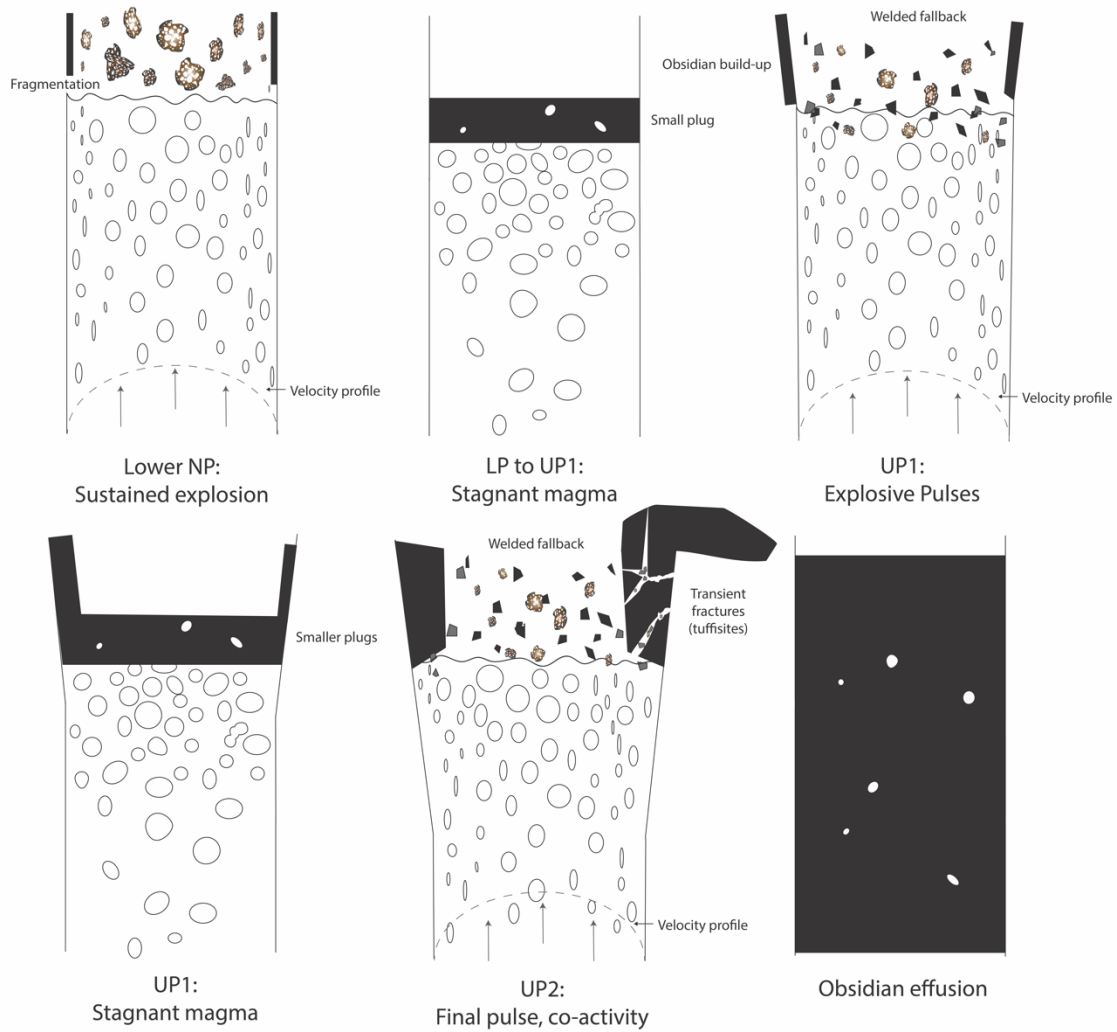 Fragmentation
Velocity profile
Lower NP:
Sustained explosion
Small plug
LP to UP1:
Stagnant magma
Welded fallback
Obsidian build-up
Velocity profile
UP1:
Explosive Pulses
Smaller plugs
UP1:
Stagnant magma
Welded fallback
Transient
fractures
(tuffisites)
Velocity profile
UP2:
Final pulse, co-activity
Obsidian effusion